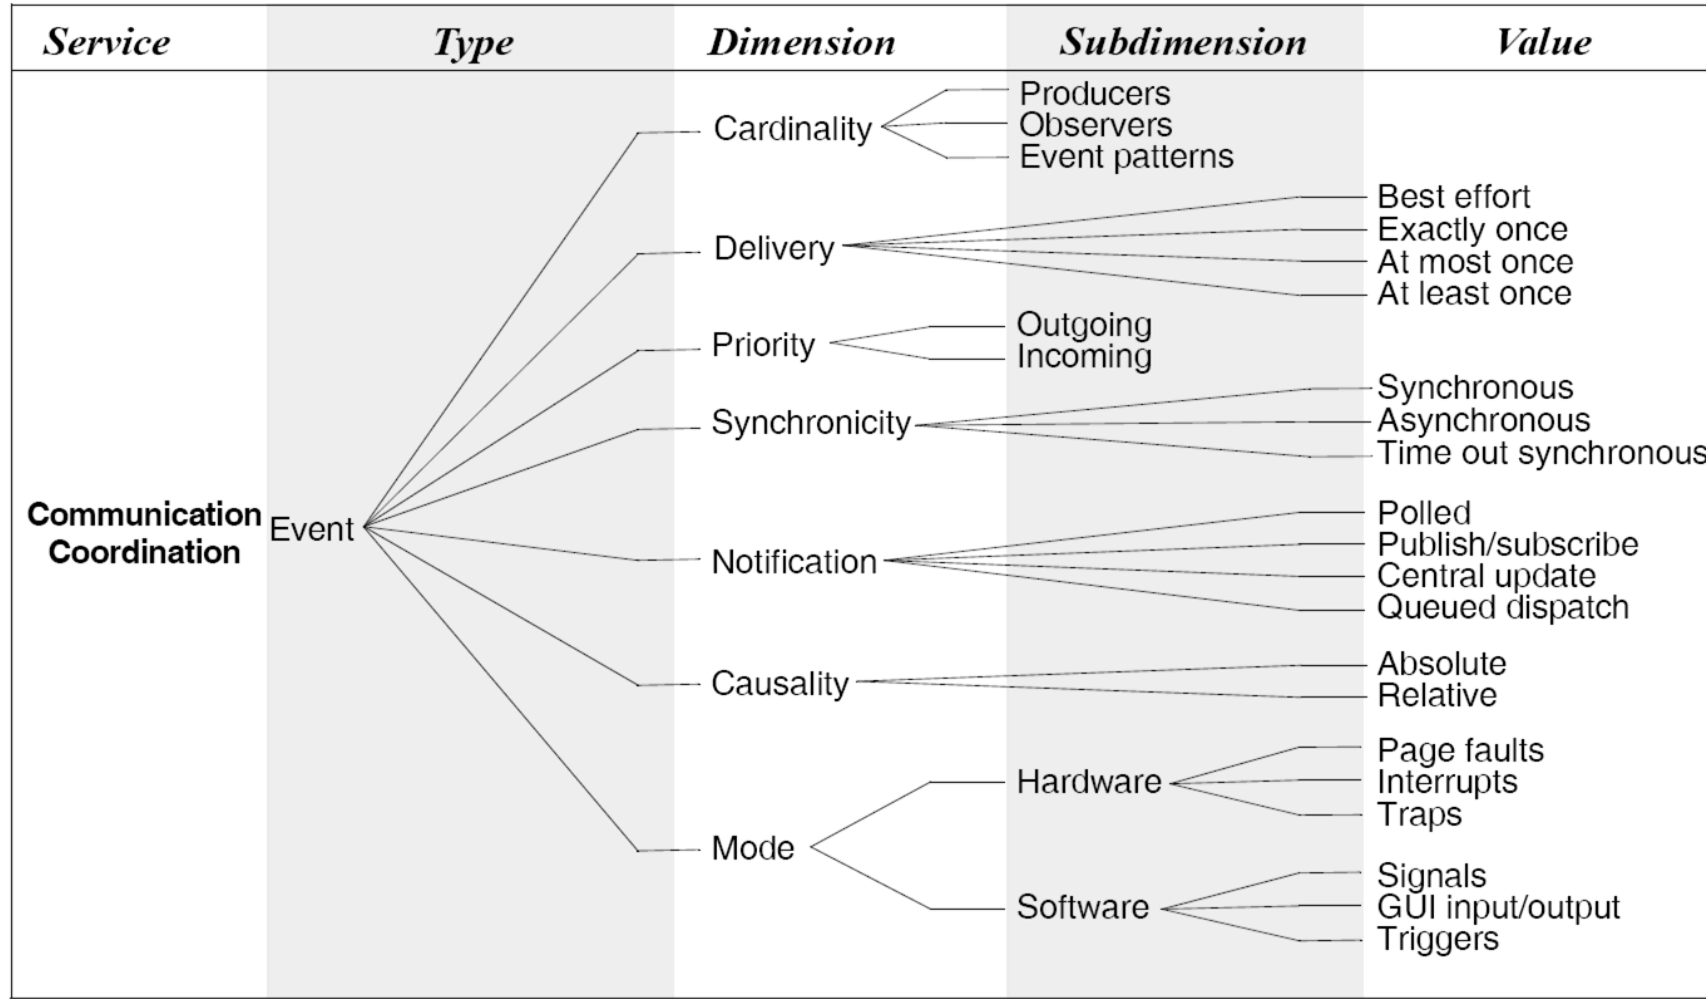 Service Type Dimension Subdimension Value
Producers
Cardinality Observers
Event patterns
Best effort
Delivery Exactly once
At most once
At least once
Outgoing
Priority
Incoming
Synchronous
Synchronicity Asynchronous
Time out synchronous
Communication
Coordination
Event
Polled
Notification Publish/subscribe
Central update
Queued dispatch
Absolute
Causality
Relative
Page faults
Hardware Interrupts
Traps
Mode
Signals
Software GUI input/output
Triggers